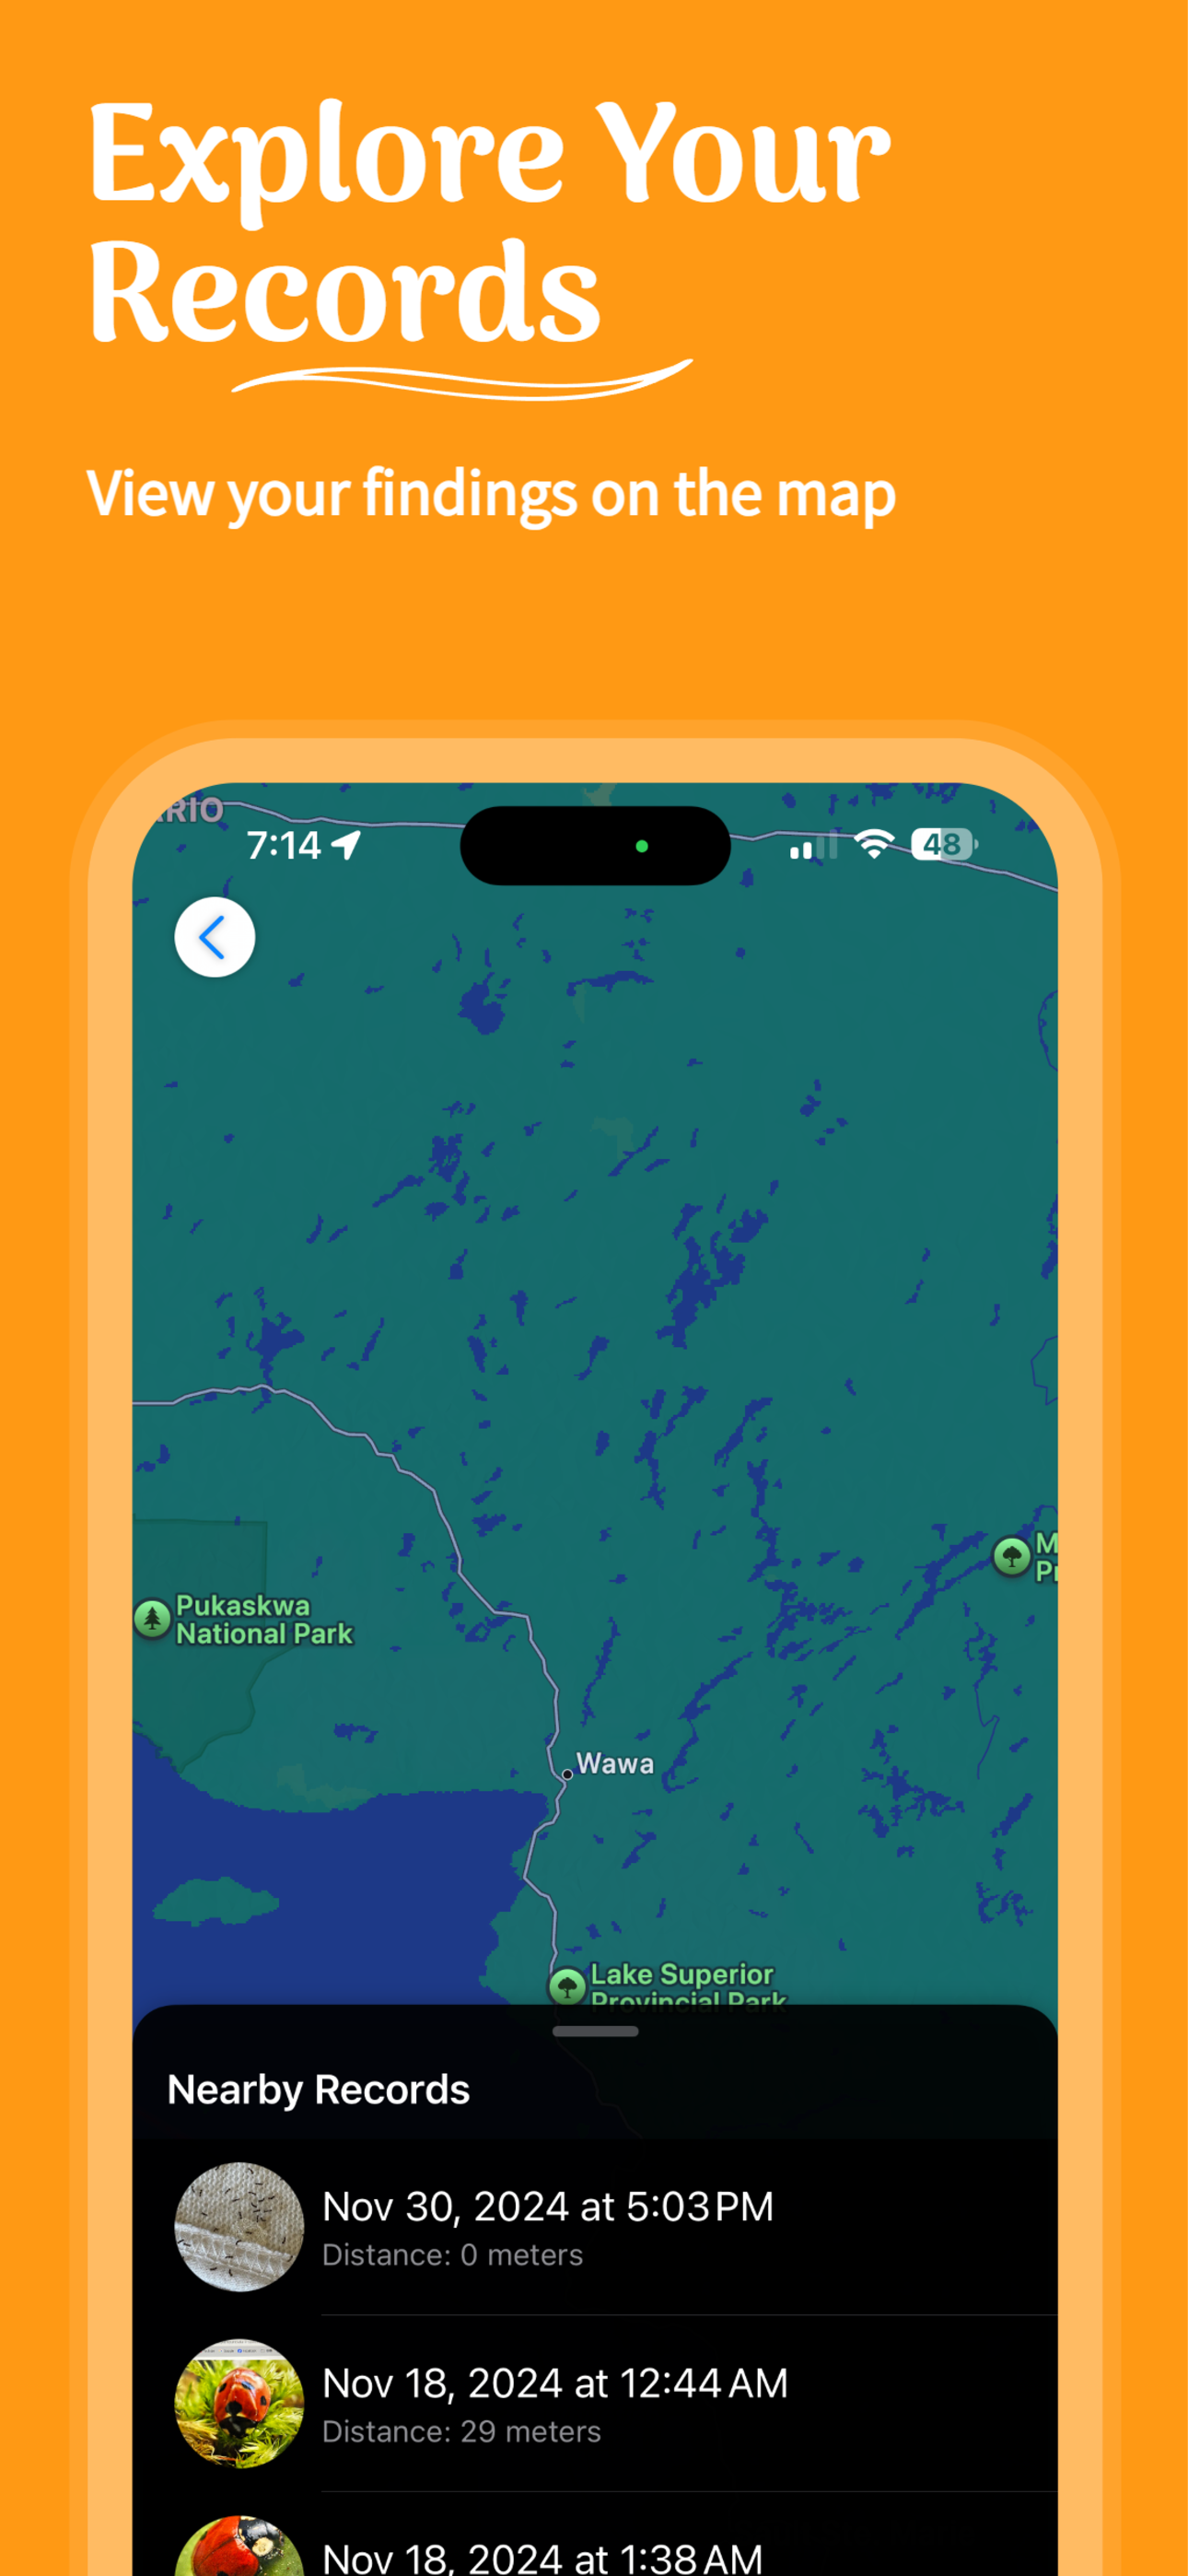 Explore Your
Records
View your findings on the map
RIO
7:14
48
Pukaskwa
National Park
M
Pr
Wawa
Lake Superior
Provincial Park
Nearby Records
Nov 30, 2024 at 5:03 PM
Distance: 0 meters
Nov 18, 2024 at 12:44 AM
Distance: 29 meters
Nov 18, 2024 at 1:38 AM